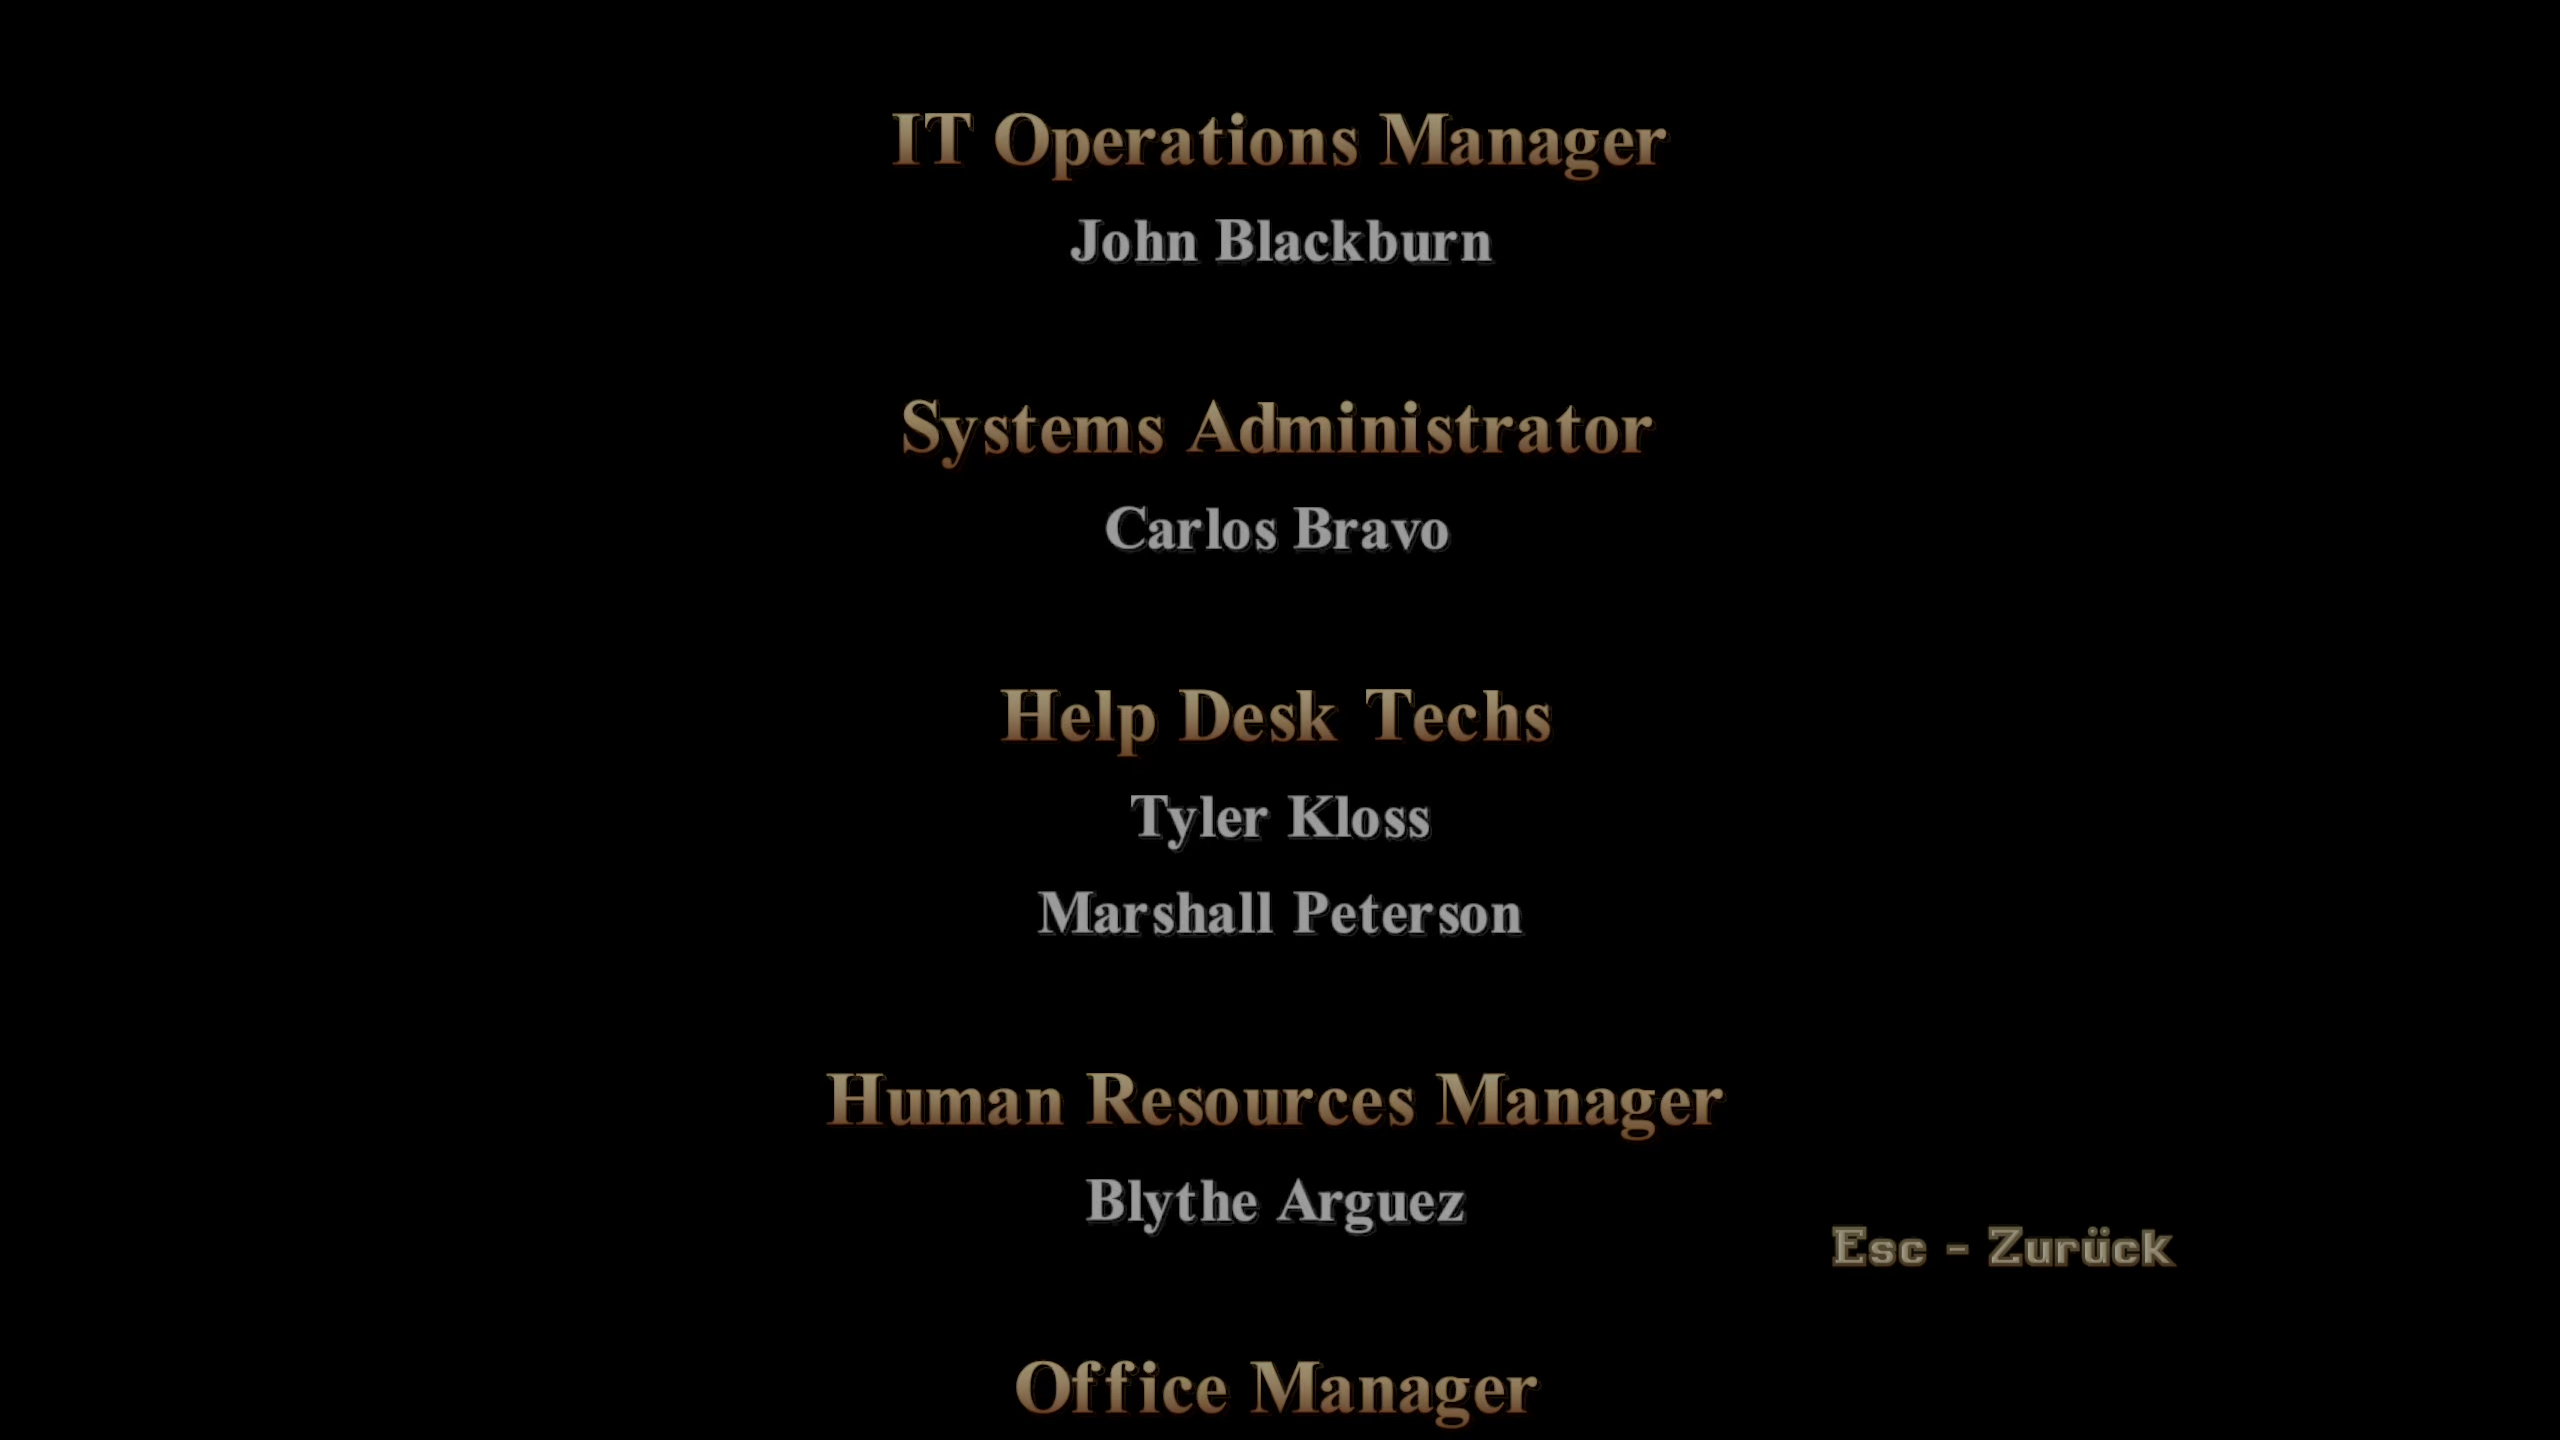 IT Operations Manager
John Blackburn
Systems Administrator
Carlos Bravo
Help Desk Techs
Tyler Kloss
Marshall Peterson
Human Resources Manager
Blythe Arguez
Esc - Zurück
Office Manager